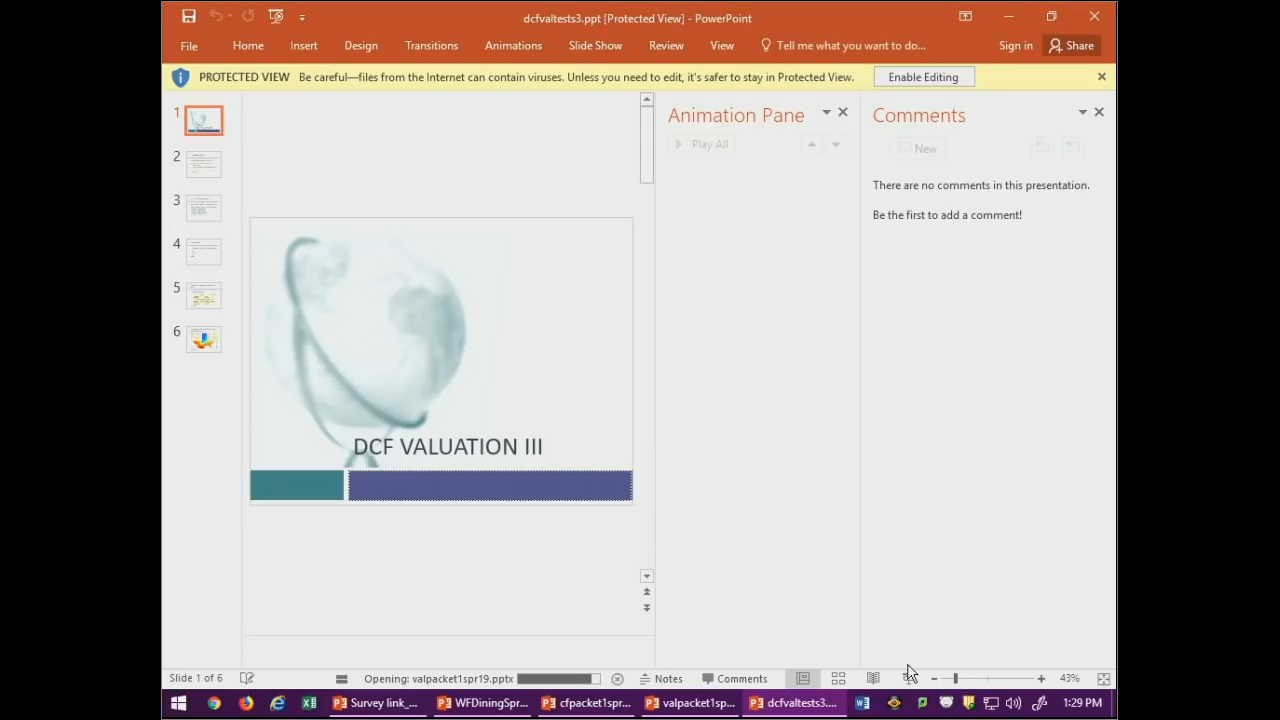 dcfvaltests3.ppt [Protected View] - PowerPoint
File Home Insert Design Transitions Animations Slide Show Review View Tell me what you want to do... Sign in Share
PROTECTED VIEW Be careful—files from the Internet can contain viruses. Unless you need to edit, it's safer to stay in Protected View. Enable Editing
1
2
3
4
5
6
DCF VALUATION III
Animation Pane
Play All
Comments
New
There are no comments in this presentation.
Be the first to add a comment!
Slide 1 of 6 Opening: valpacket1spr19.pptx Notes Comments 43%
Survey link_... WFDiningSpr... cfpacket1spr... valpacket1sp... dcfvaltests3.... 1:29 PM